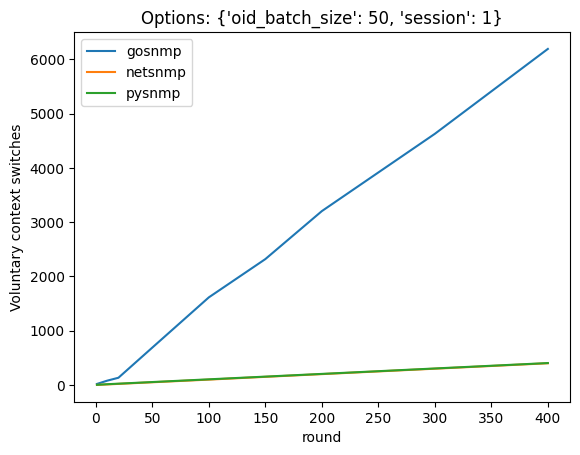 Options: {'oid_batch_size': 50, 'session': 1}
gosnmp
netsnmp
pysnmp
Voluntary context switches
6000
5000
4000
3000
2000
1000
0
0 50 100 150 200 250 300 350 400
round